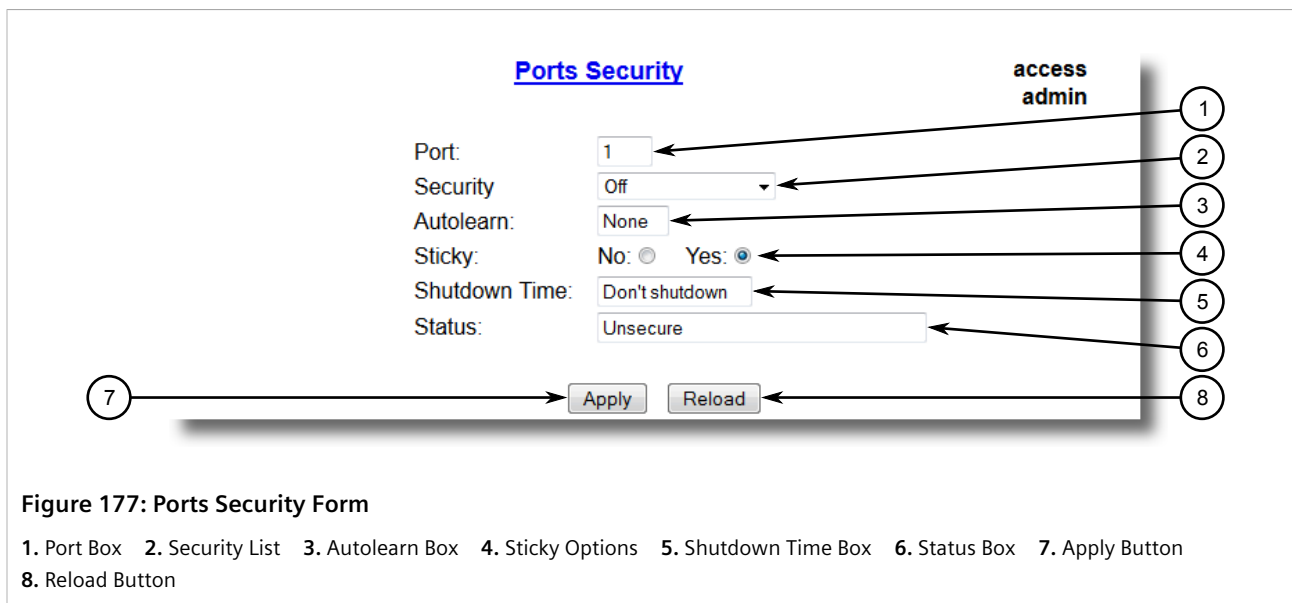 Ports Security
access
admin
Port: 1
Security Off
Autolearn: None
Sticky: No: Yes:
Shutdown Time: Don't shutdown
Status: Unsecure
Apply Reload
1
2
3
4
5
6
7
8
Figure 177: Ports Security Form
1. Port Box 2. Security List 3. Autolearn Box 4. Sticky Options 5. Shutdown Time Box 6. Status Box 7. Apply Button
8. Reload Button